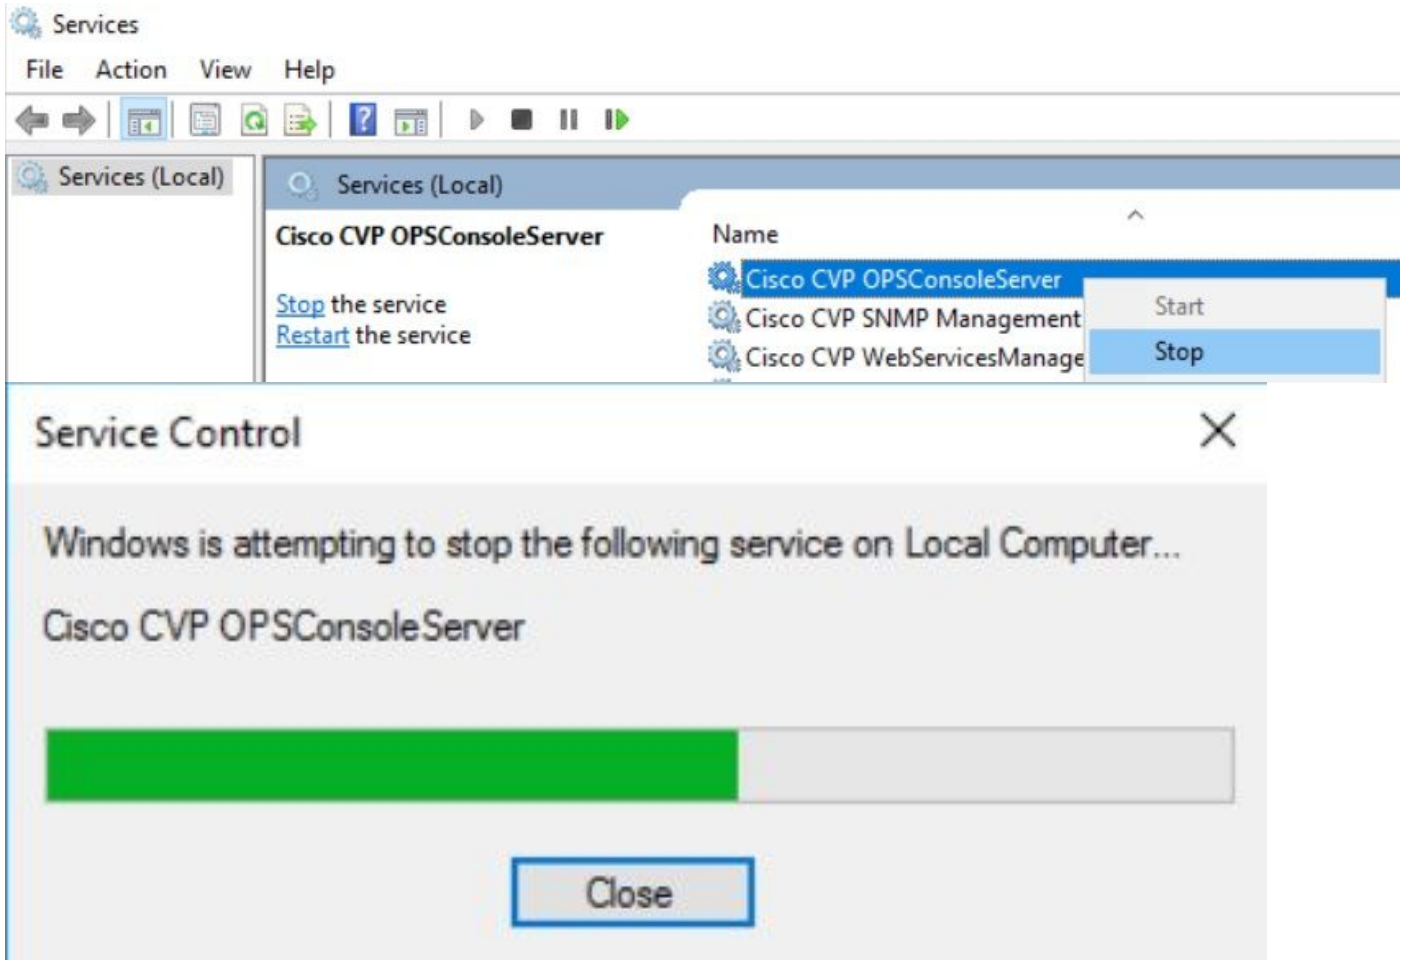 Services
File Action View Help
Services (Local)
Services (Local)
Cisco CVP OPSConsoleServer
Stop the service
Restart the service
Name
Cisco CVP OPSConsoleServer
Cisco CVP SNMP Management
Cisco CVP WebServicesManage
Start
Stop
Service Control
Windows is attempting to stop the following service on Local Computer...
Cisco CVP OPSConsoleServer
Close